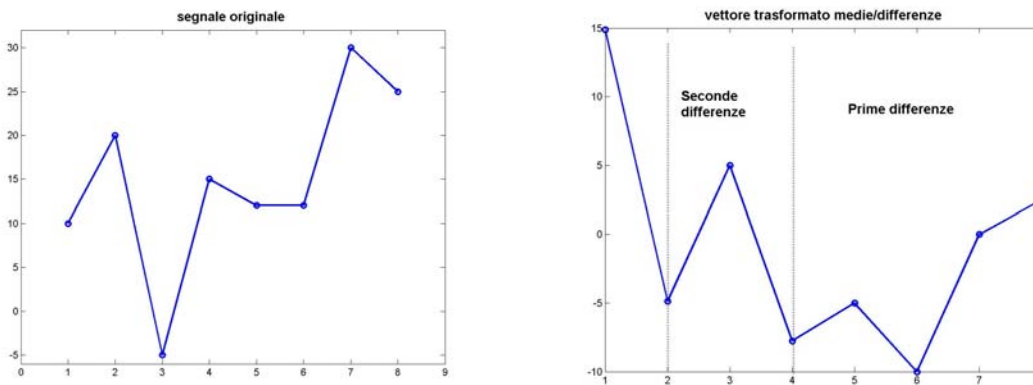 segnale originale
30
25
20
15
10
5
0
-5
0 1 2 3 4 5 6 7 8 9
vettore trasformato medie/differenze
15
10
5
0
-5
-10
Seconde
differenze
Prime differenze
1 2 3 4 5 6 7